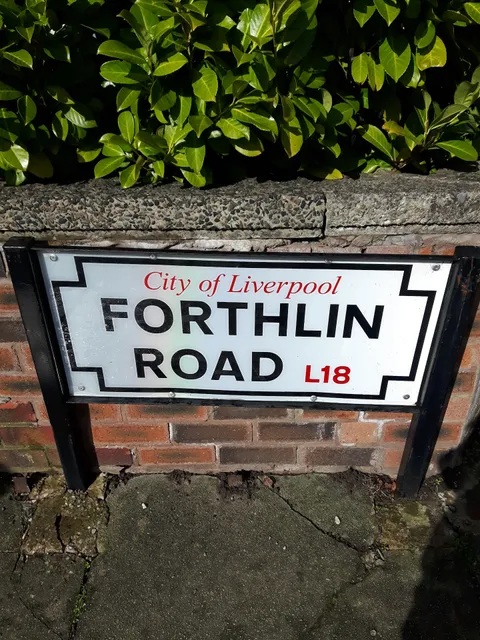 City of Liverpool
FORTHLIN
ROAD L18